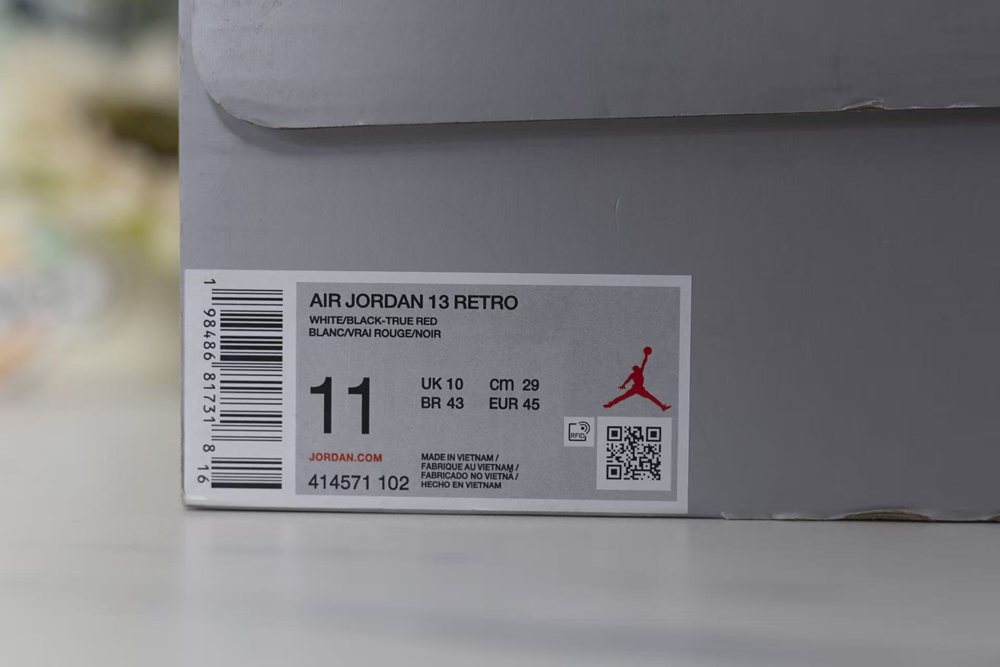 1 98486 81731 8 16
AIR JORDAN 13 RETRO
WHITE/BLACK-TRUE RED
BLANC/VRAI ROUGE/NOIR
11
UK 10 cm 29
BR 43 EUR 45
RFID
JORDAN.COM
414571 102
MADE IN VIETNAM /
FABRIQUE AU VIETNAM /
FABRICADO NO VIETNÃ /
HECHO EN VIETNAM